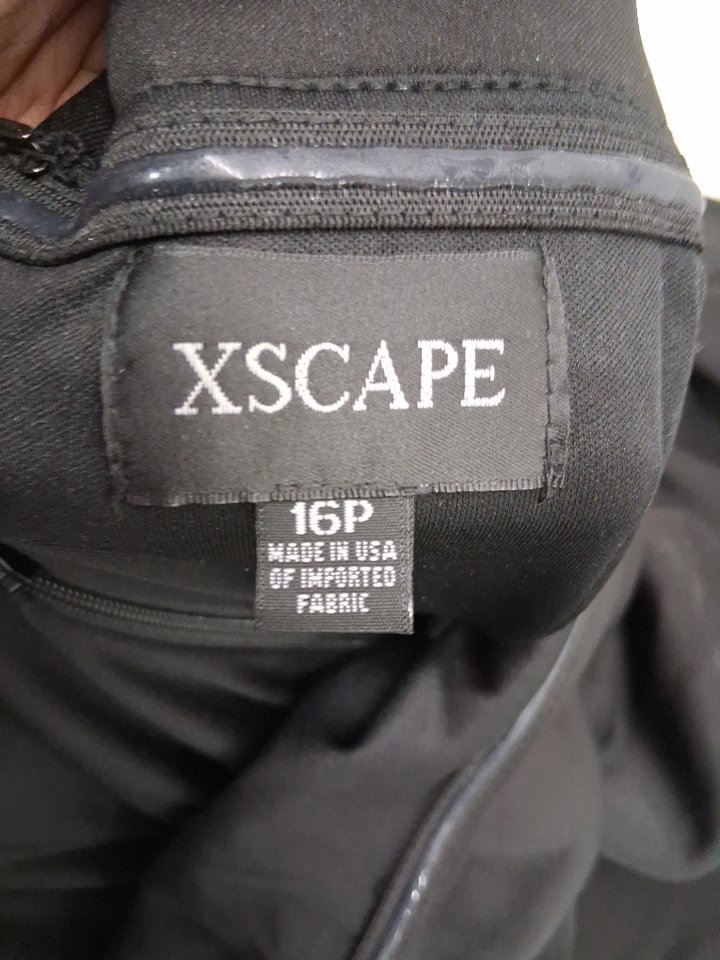 XSCAPE
16P
MADE IN USA
OF IMPORTED
FABRIC